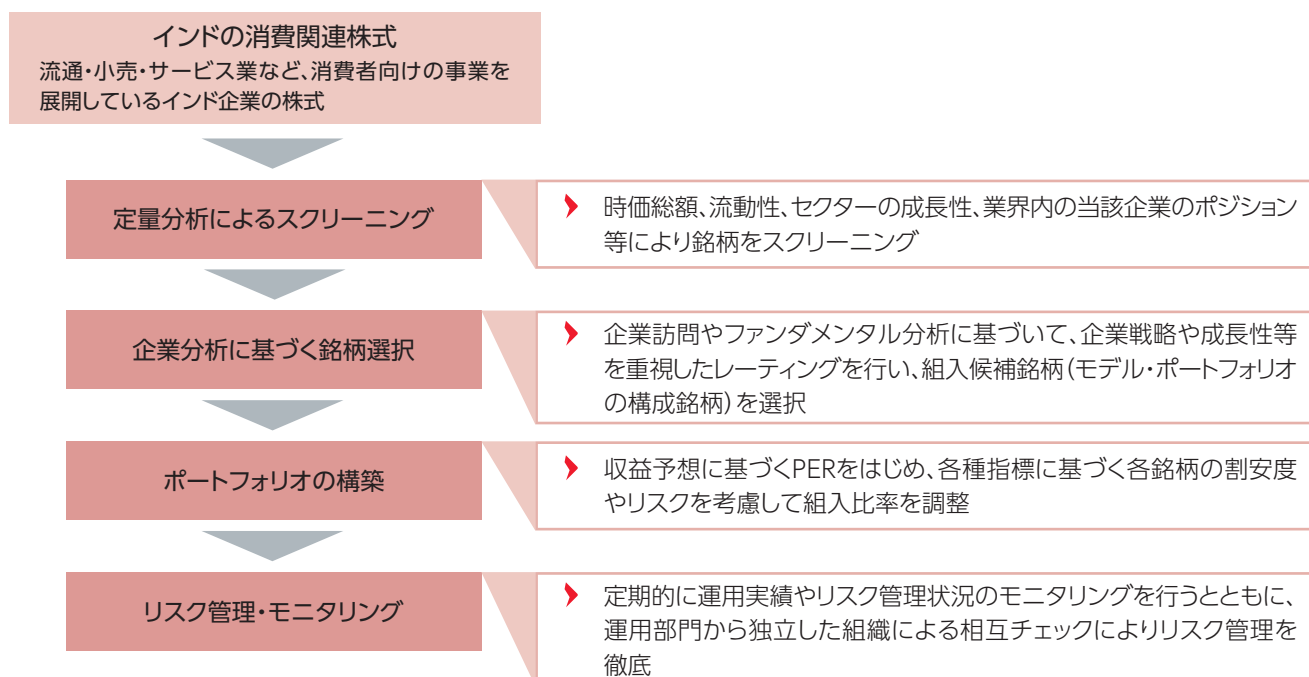 インドの消費関連株式
流通・小売・サービス業など、消費者向けの事業を
展開しているインド企業の株式
定量分析によるスクリーニング
時価総額、流動性、セクターの成長性、業界内の当該企業のポジション
等により銘柄をスクリーニング
企業分析に基づく銘柄選択
企業訪問やファンダメンタル分析に基づいて、企業戦略や成長性等
を重視したレーティングを行い、組入候補銘柄(モデル・ポートフォリオ
の構成銘柄)を選択
ポートフォリオの構築
収益予想に基づくPERをはじめ、各種指標に基づく各銘柄の割安度
やリスクを考慮して組入比率を調整
リスク管理・モニタリング
定期的に運用実績やリスク管理状況のモニタリングを行うとともに、
運用部門から独立した組織による相互チェックによりリスク管理を
徹底